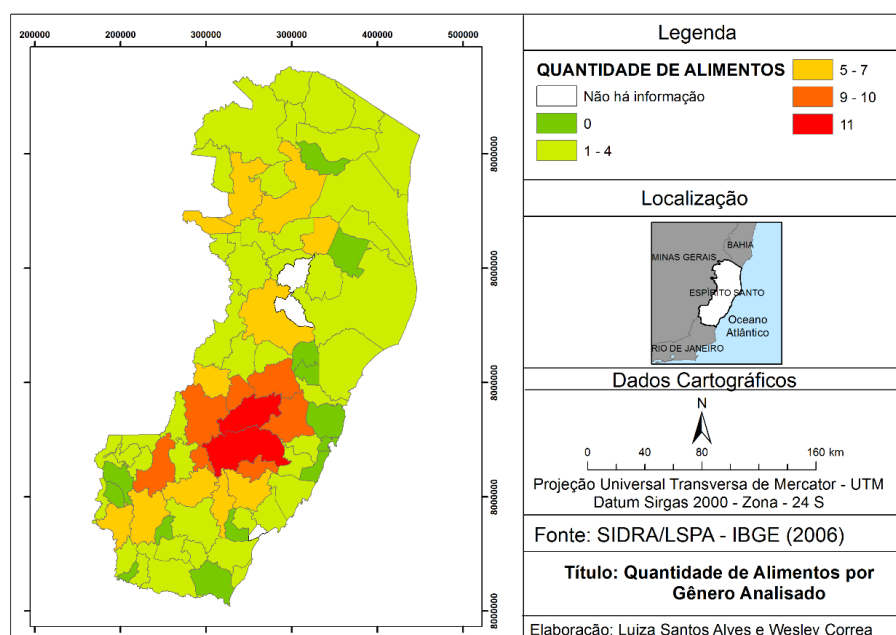 200000 200000 300000 300000 400000 500000
8000000
8000000
8000000
8000000
8000000
Legenda
QUANTIDADE DE ALIMENTOS
Não há informação
0
1 - 4
5 - 7
9 - 10
11
Localização
BAHIA
MINAS GERAIS
ESPÍRITO SANTO
Oceano
Atlântico
RIO DE JANEIRO
Dados Cartográficos
N
0 40 80 160 km
Projeção Universal Transversa de Mercator - UTM
Datum Sirgas 2000 - Zona - 24 S
Fonte: SIDRA/LSPA - IBGE (2006)
Título: Quantidade de Alimentos por
Gênero Analisado
Elaboração: Luiza Santos Alves e Wesley Correa